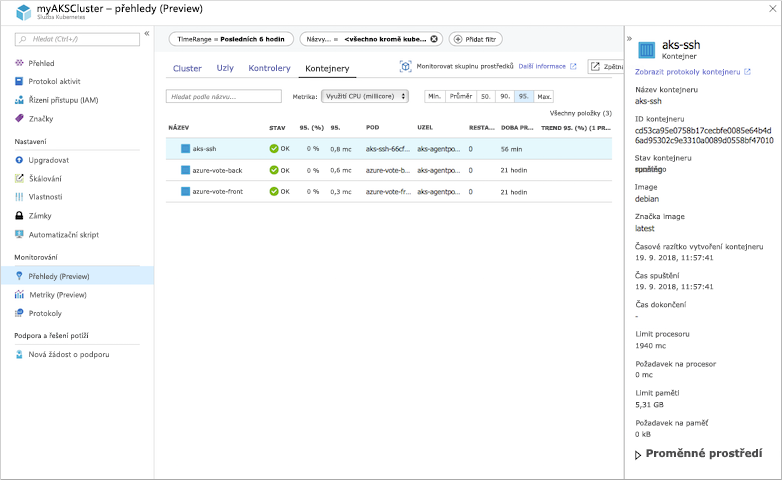 myAKSCluster – přehledy (Preview)
Služba Kubernetes
Hledat (Ctrl+/)
Přehled
Protokol aktivit
Řízení přístupu (IAM)
Značky
Nastavení
Upgradovat
Škálování
Vlastnosti
Zámky
Automatizační skript
Monitorování
Přehledy (Preview)
Metriky (Preview)
Protokoly
Podpora a řešení potíží
Nová žádost o podporu
TimeRange = Posledních 6 hodin
Názvy... = <všechno kromě kube...
Přidat filtr
Cluster
Uzly
Kontrolery
Kontejnery
Monitorovat skupinu prostředků
Další informace
Zpětná
Hledat podle názvu...
Metrika:
Využití CPU (millicore)
Min.
Průměr
50.
90.
95.
Max.
Všechny položky (3)
NÁZEV STAV 95. (%) 95. POD UZEL RESTA... DOBA PR... TREND 95. (%) (1 PR...
aks-ssh OK 0 % 0,8 mc aks-ssh-66cf... aks-agentpo... 0 56 min
azure-vote-back OK 0 % 0,6 mc azure-vote-b... aks-agentpo... 0 21 hodin
azure-vote-front OK 0 % 0,3 mc azure-vote-fr... aks-agentpo... 0 21 hodin
aks-ssh
Kontejner
Zobrazit protokoly kontejneru
Název kontejneru
aks-ssh
ID kontejneru
cd53ca95e0758b17cecbfe0085e64b4d
6ad95302c9e3310a0089d0558bf47010
Stav kontejneru
Image
debian
Značka image
latest
Časové razítko vytvoření kontejneru
19. 9. 2018, 11:57:41
Čas spuštění
19. 9. 2018, 11:57:41
Čas dokončení
-
Limit procesoru
1940 mc
Požadavek na procesor
0 mc
Limit paměti
5,31 GB
Požadavek na paměť
0 kB
Proměnné prostředí